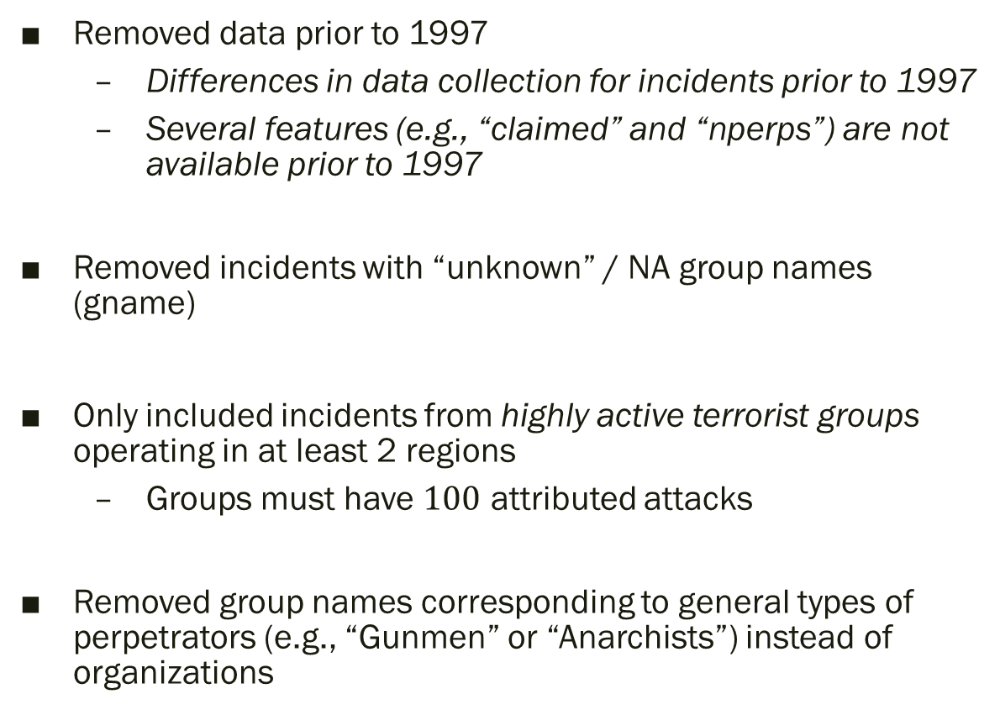 ■ Removed data prior to 1997
– Differences in data collection for incidents prior to 1997
– Several features (e.g., “claimed” and “nperps”) are not
available prior to 1997
■ Removed incidents with “unknown” / NA group names
(gname)
■ Only included incidents from highly active terrorist groups
operating in at least 2 regions
– Groups must have 100 attributed attacks
■ Removed group names corresponding to general types of
perpetrators (e.g., “Gunmen” or “Anarchists”) instead of
organizations